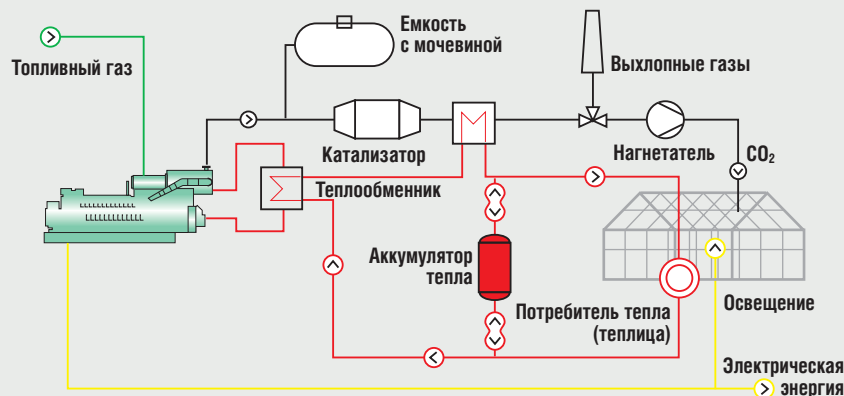 Емкость
с мочевиной
Топливный газ
Выхлопные газы
Катализатор
Нагнетатель
CO₂
Теплообменник
Аккумулятор
тепла
Потребитель тепла
(теплица)
Освещение
Электрическая
энергия